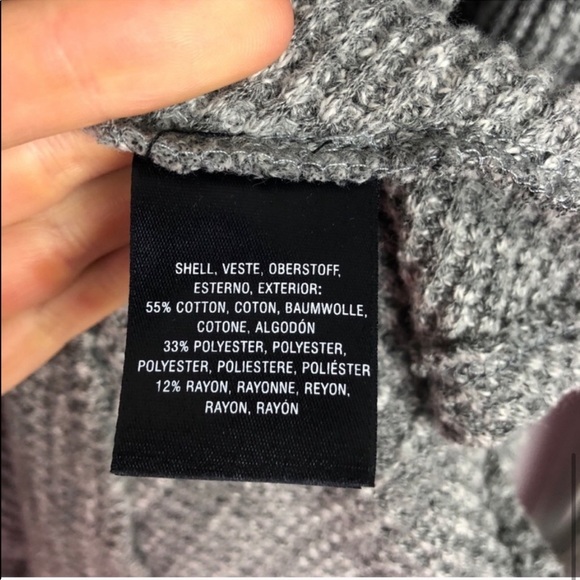 SHELL, VESTE, OBERSTOFF,
ESTERNO, EXTERIOR:
55% COTTON, COTON, BAUMWOLLE,
COTONE, ALGODÓN
33% POLYESTER, POLYESTER,
POLYESTER, POLIESTERE, POLIÉSTER
12% RAYON, RAYONNE, REYON,
RAYON, RAYÓN